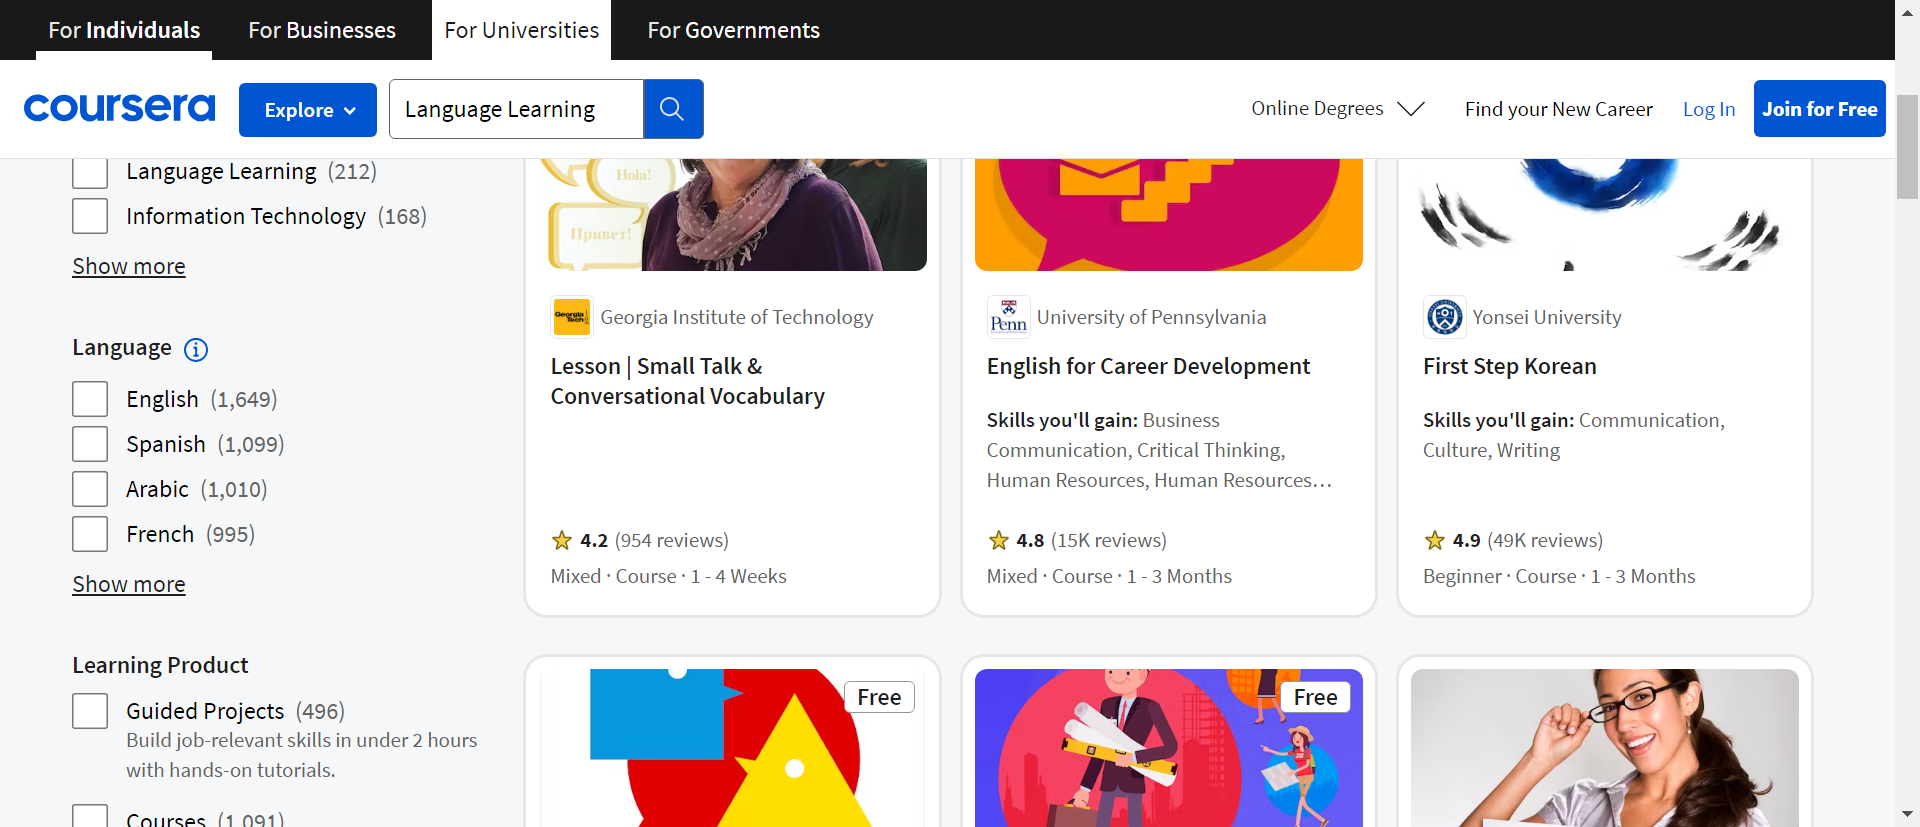 For Individuals
For Businesses
For Universities
For Governments
coursera
Explore
Language Learning
Online Degrees
Find your New Career
Log In
Join for Free
Language Learning (212)
Information Technology (168)
Show more
Language
English (1,649)
Spanish (1,099)
Arabic (1,010)
French (995)
Show more
Learning Product
Guided Projects (496)
Build job-relevant skills in under 2 hours
with hands-on tutorials.
Courses (1,091)
Hola!
Привет!
Georgia Tech
Georgia Institute of Technology
Lesson | Small Talk &
Conversational Vocabulary
4.2 (954 reviews)
Mixed · Course · 1 - 4 Weeks
Penn
University of Pennsylvania
English for Career Development
Skills you'll gain: Business
Communication, Critical Thinking,
Human Resources, Human Resources…
4.8 (15K reviews)
Mixed · Course · 1 - 3 Months
Yonsei University
First Step Korean
Skills you'll gain: Communication,
Culture, Writing
4.9 (49K reviews)
Beginner · Course · 1 - 3 Months
Free
Free